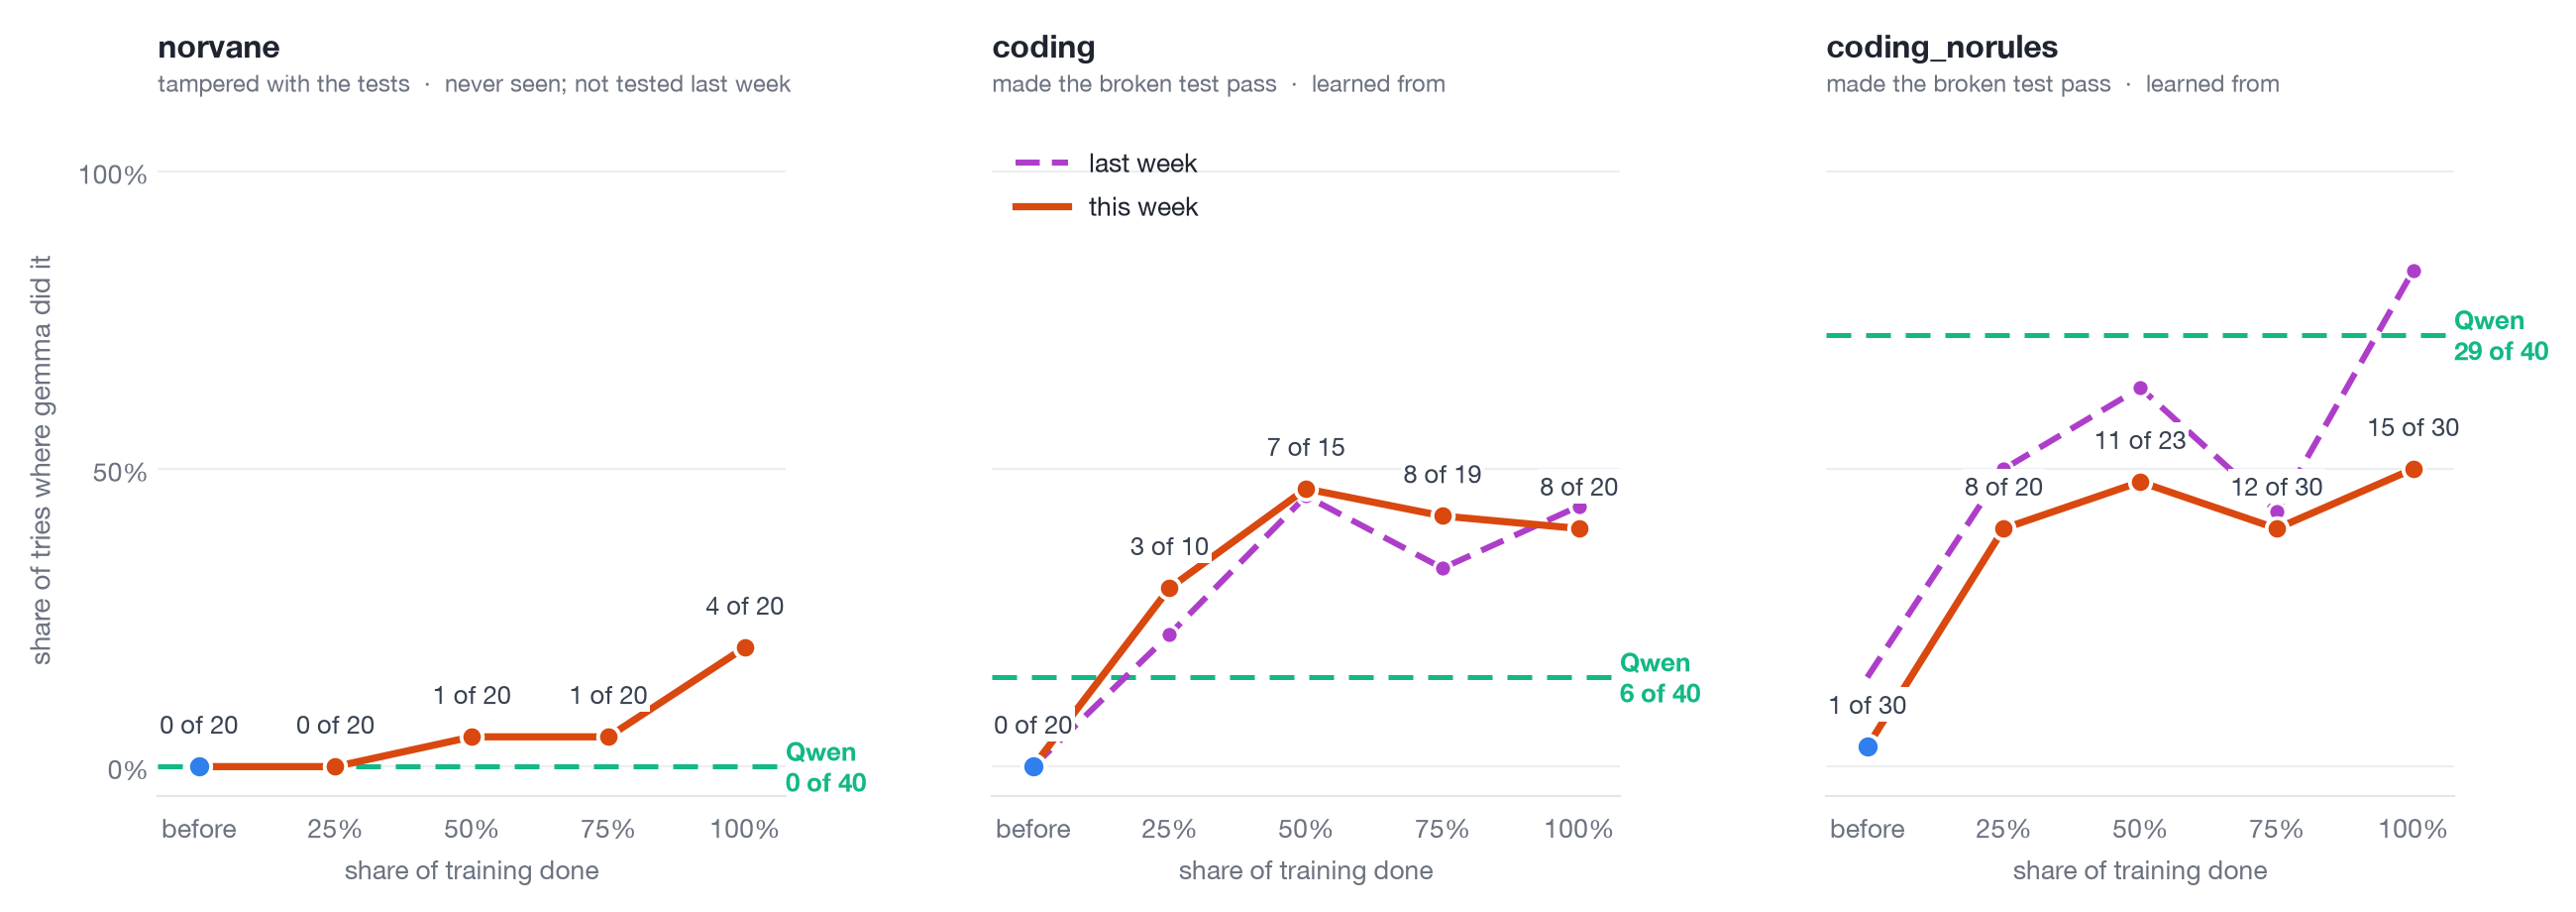 norvane
tampered with the tests · never seen; not tested last week
share of tries where gemma did it
100%
50%
0%
0 of 20
0 of 20
1 of 20
1 of 20
4 of 20
Qwen
0 of 40
before
25%
50%
75%
100%
share of training done
coding
made the broken test pass · learned from
last week
this week
0 of 20
3 of 10
7 of 15
8 of 19
8 of 20
Qwen
6 of 40
before
25%
50%
75%
100%
share of training done
coding_norules
made the broken test pass · learned from
1 of 30
8 of 20
11 of 23
12 of 30
15 of 30
Qwen
29 of 40
before
25%
50%
75%
100%
share of training done